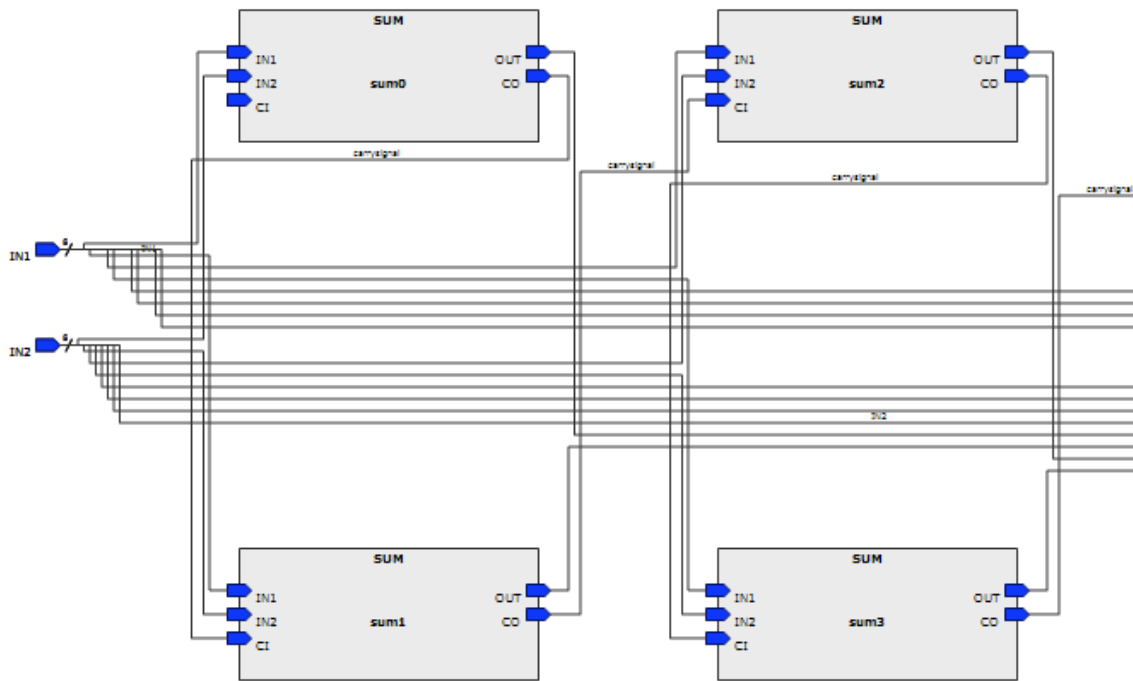 SUM
IN1
IN2
CI
sum0
OUT
CO
SUM
IN1
IN2
CI
sum2
OUT
CO
carrysignal
carrysignal
carrysignal
carrysignal
IN1
IN1
IN2
IN2
SUM
IN1
IN2
CI
sum1
OUT
CO
SUM
IN1
IN2
CI
sum3
OUT
CO